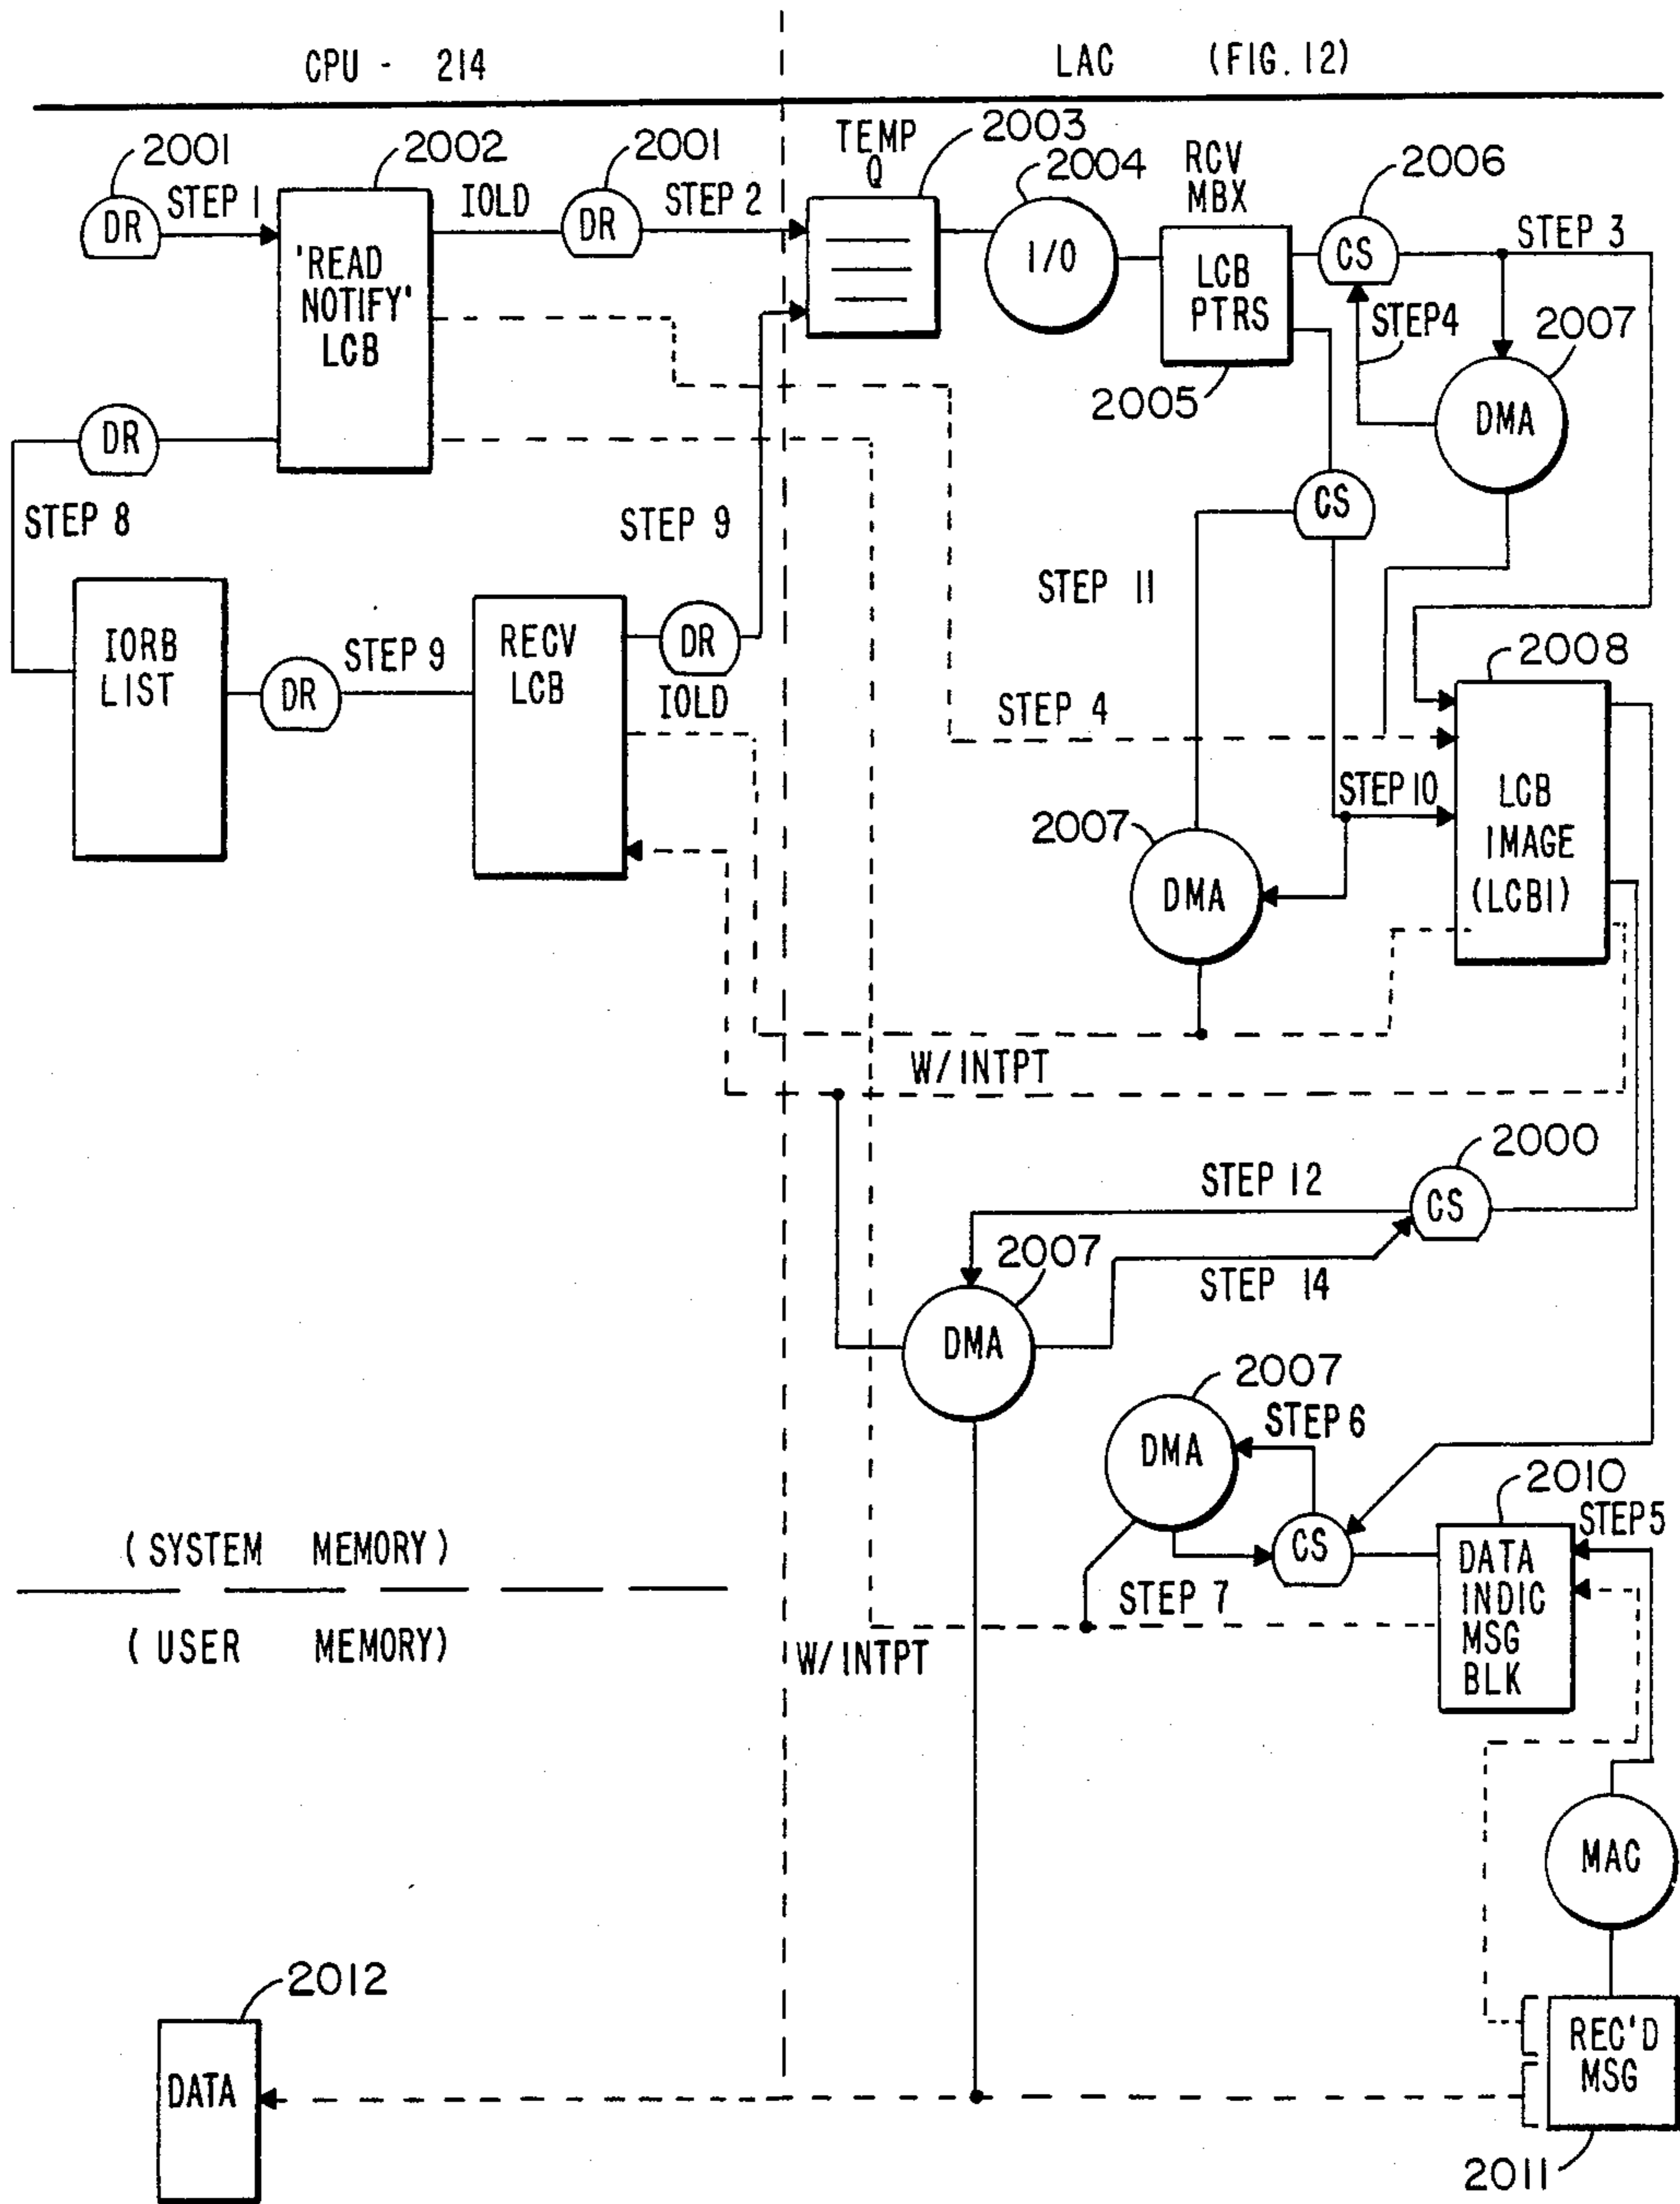 CPU - 214
LAC (FIG. 12)
2001
STEP 1
DR
2002
'READ
NOTIFY'
LCB
IOLD
2001
DR
STEP 2
TEMP
Q
2003
2004
I/O
RCV
MBX
LCB
PTRS
2005
2006
CS
STEP 3
STEP4
2007
DMA
DR
STEP 8
STEP 9
CS
STEP 11
IORB
LIST
STEP 9
DR
RECV
LCB
DR
IOLD
STEP 4
2008
STEP 10
LCB
IMAGE
(LCBI)
2007
DMA
W/INTPT
2000
STEP 12
CS
2007
STEP 14
DMA
2007
DMA
STEP 6
2010
STEP5
CS
DATA
INDIC
MSG
BLK
STEP 7
(SYSTEM MEMORY)
(USER MEMORY)
W/INTPT
MAC
2012
DATA
REC'D
MSG
2011